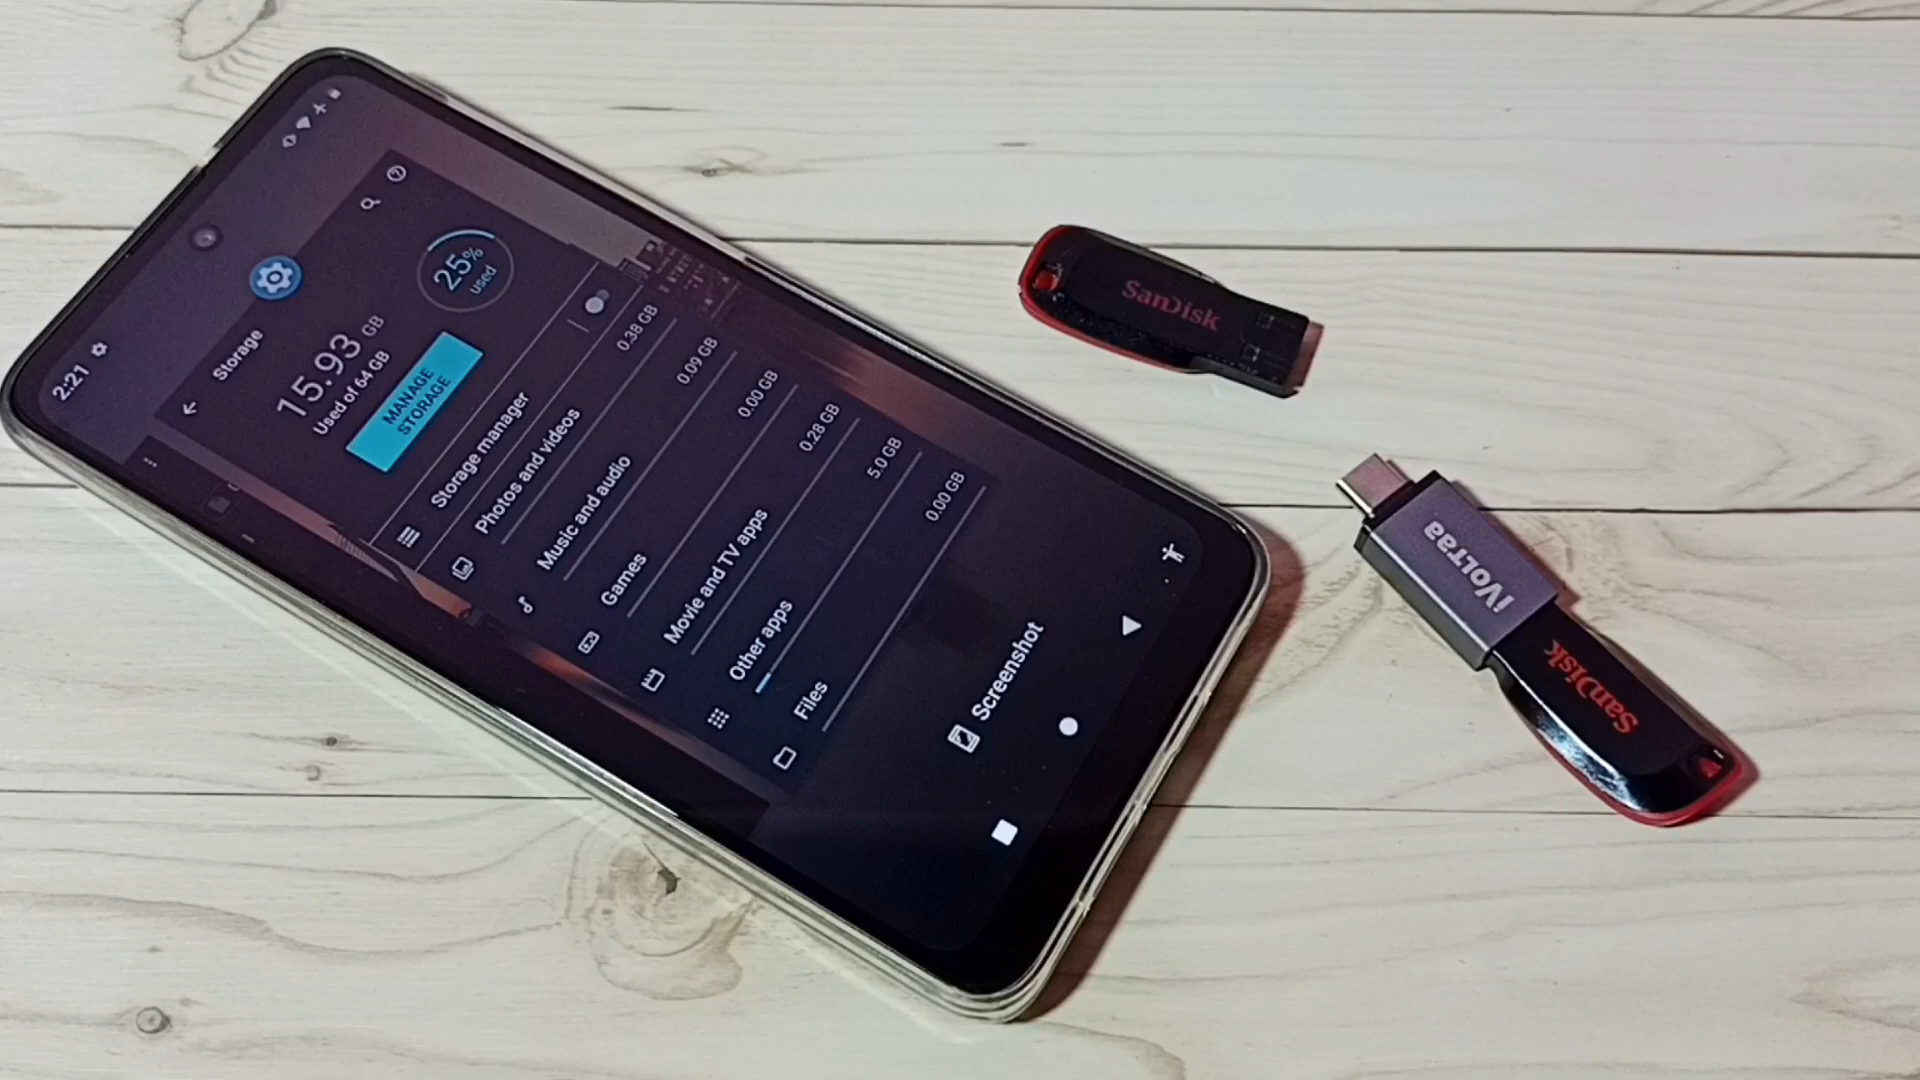 2:21
Storage
15.93 GB
Used of 64 GB
25%
used
MANAGE
STORAGE
Storage manager
Photos and videos
0.38 GB
Music and audio
0.09 GB
Games
0.00 GB
Movie and TV apps
0.28 GB
Other apps
5.0 GB
Files
0.00 GB
Screenshot
SanDisk
iVoltaa
SanDisk